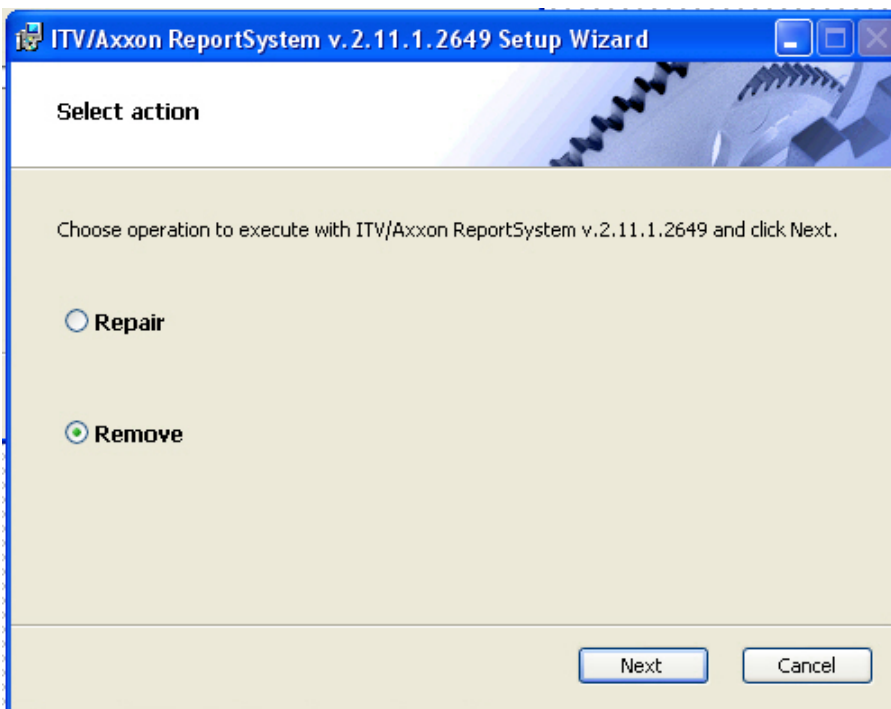 ITV/Axxon ReportSystem v.2.11.1.2649 Setup Wizard
Select action
Choose operation to execute with ITV/Axxon ReportSystem v.2.11.1.2649 and click Next.
Repair
Remove
Next Cancel